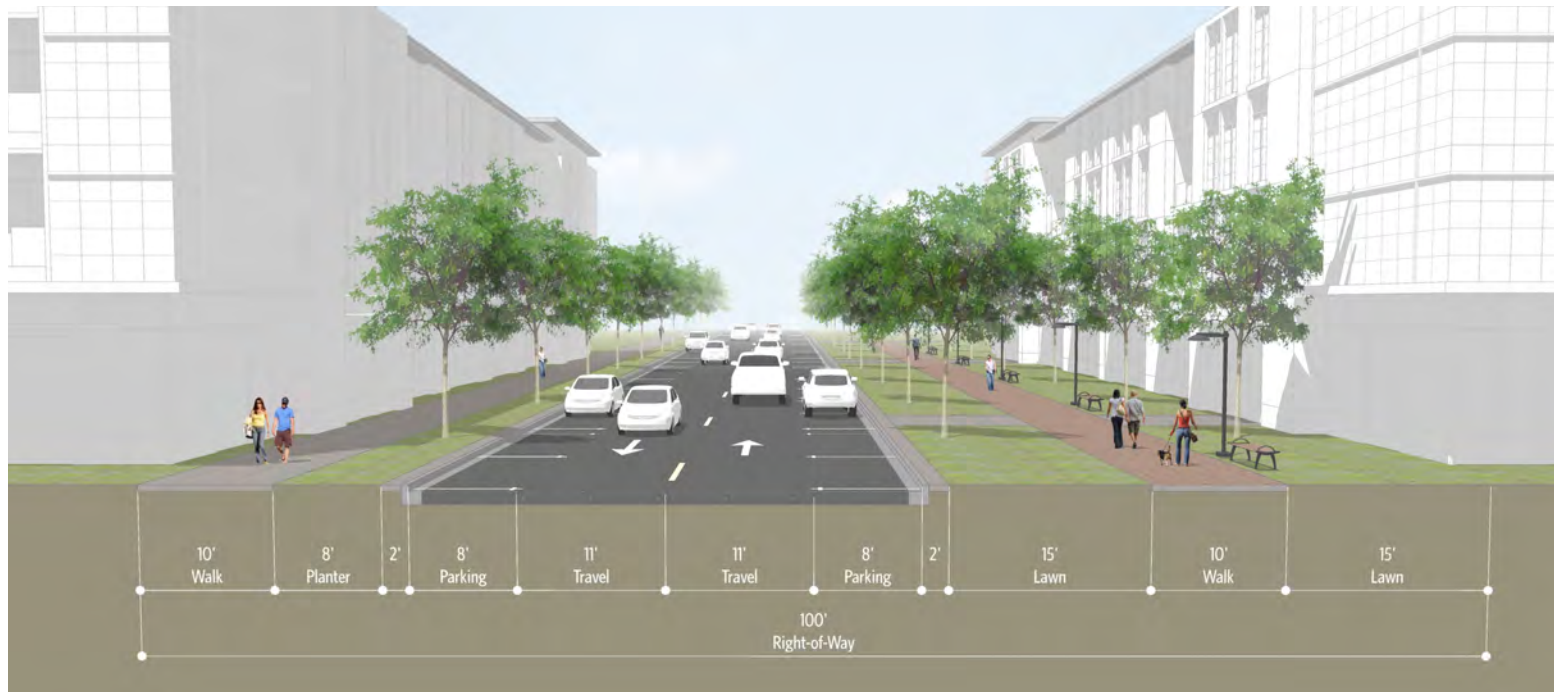 10'
Walk
8'
Planter
2'
8'
Parking
11'
Travel
11'
Travel
8'
Parking
2'
15'
Lawn
10'
Walk
15'
Lawn
100'
Right-of-Way